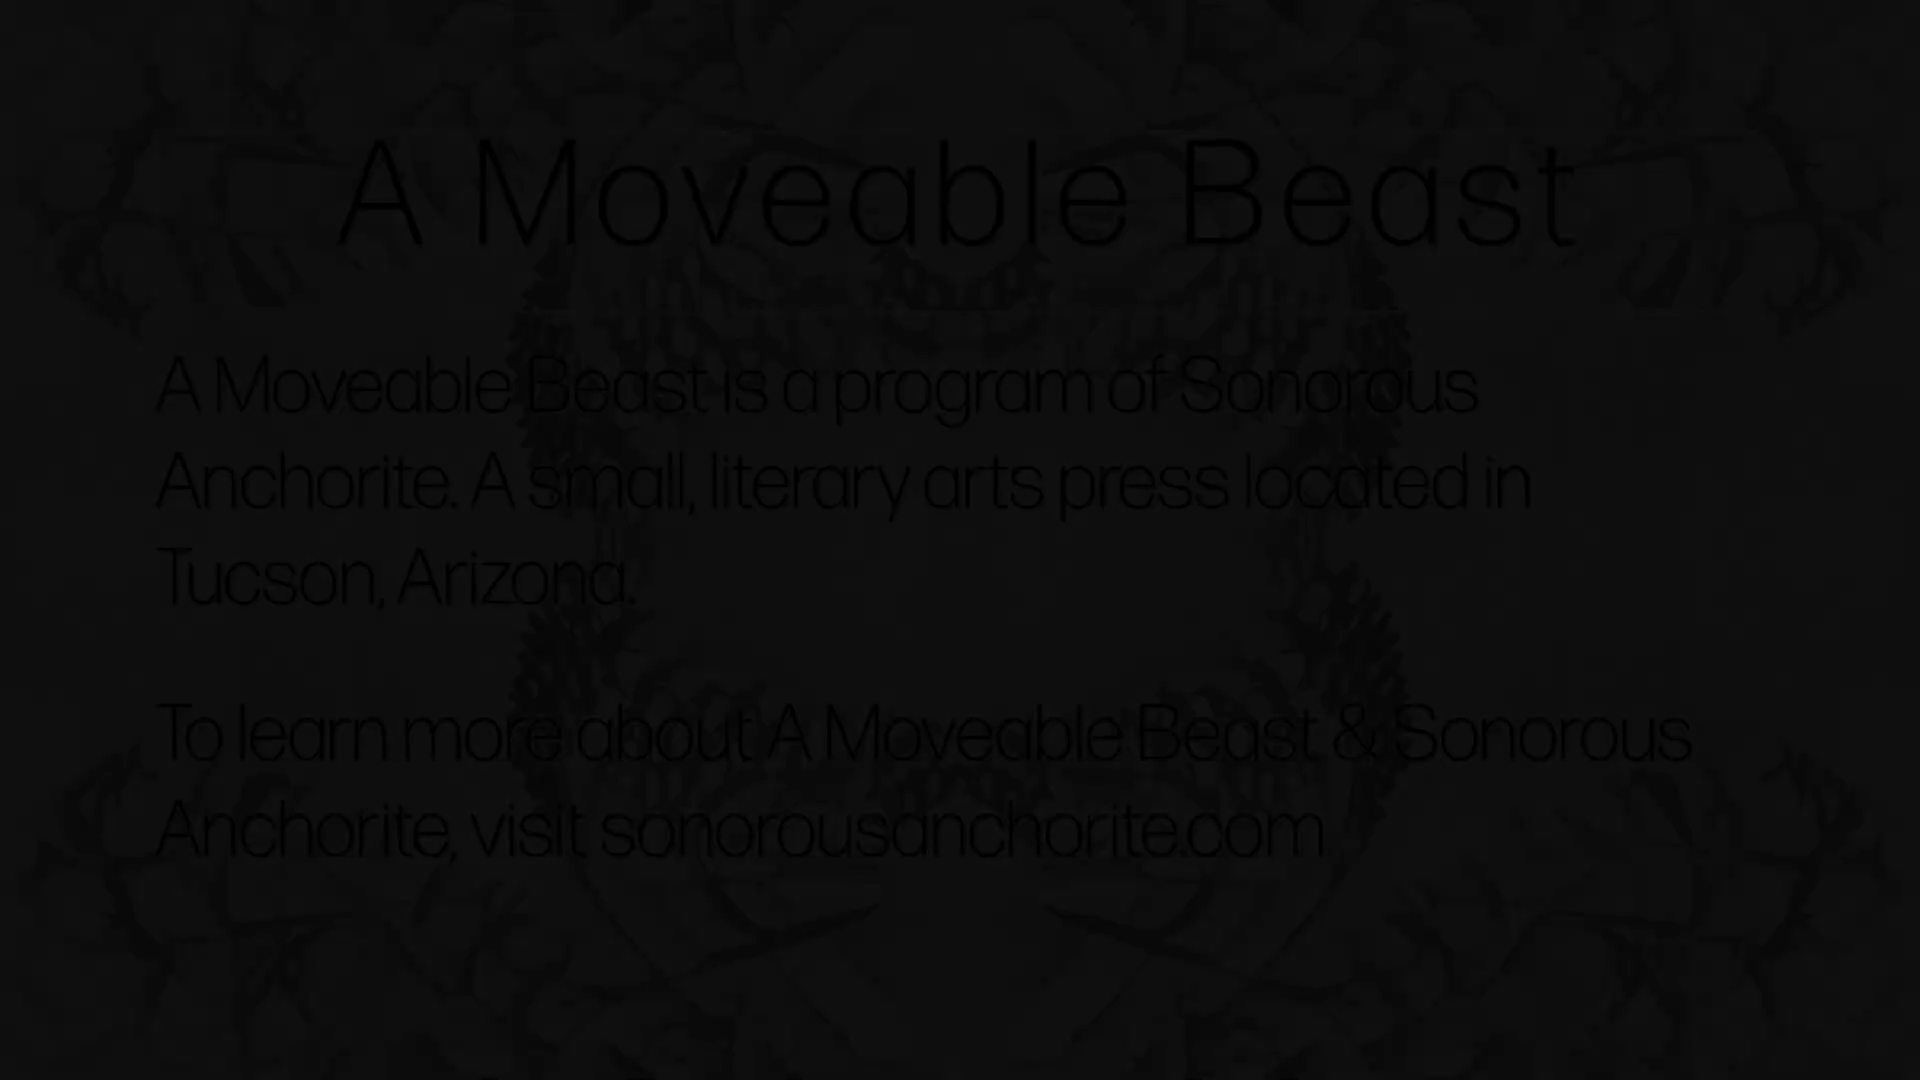 A Moveable Beast
A Moveable Beast is a program of Sonorous
Anchorite. A small, literary arts press located in
Tucson, Arizona.
To learn more about A Moveable Beast & Sonorous
Anchorite, visit sonorousanchorite.com